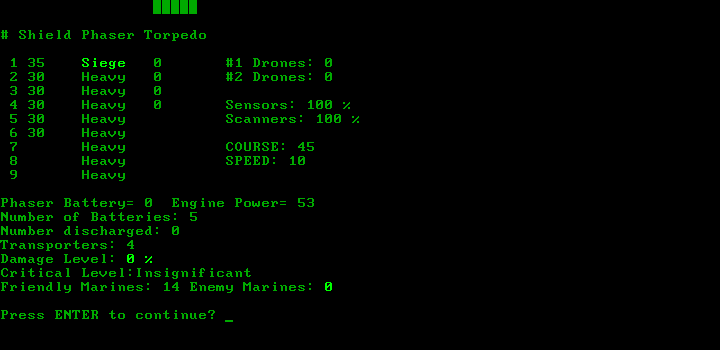 # Shield Phaser Torpedo
1 35 Siege 0 #1 Drones: 0
2 30 Heavy 0 #2 Drones: 0
3 30 Heavy 0
4 30 Heavy 0 Sensors: 100 %
5 30 Heavy Scanners: 100 %
6 30 Heavy
7 Heavy COURSE: 45
8 Heavy SPEED: 10
9 Heavy
Phaser Battery= 0 Engine Power= 53
Number of Batteries: 5
Number discharged: 0
Transporters: 4
Damage Level: 0 %
Critical Level:Insignificant
Friendly Marines: 14 Enemy Marines: 0
Press ENTER to continue? _